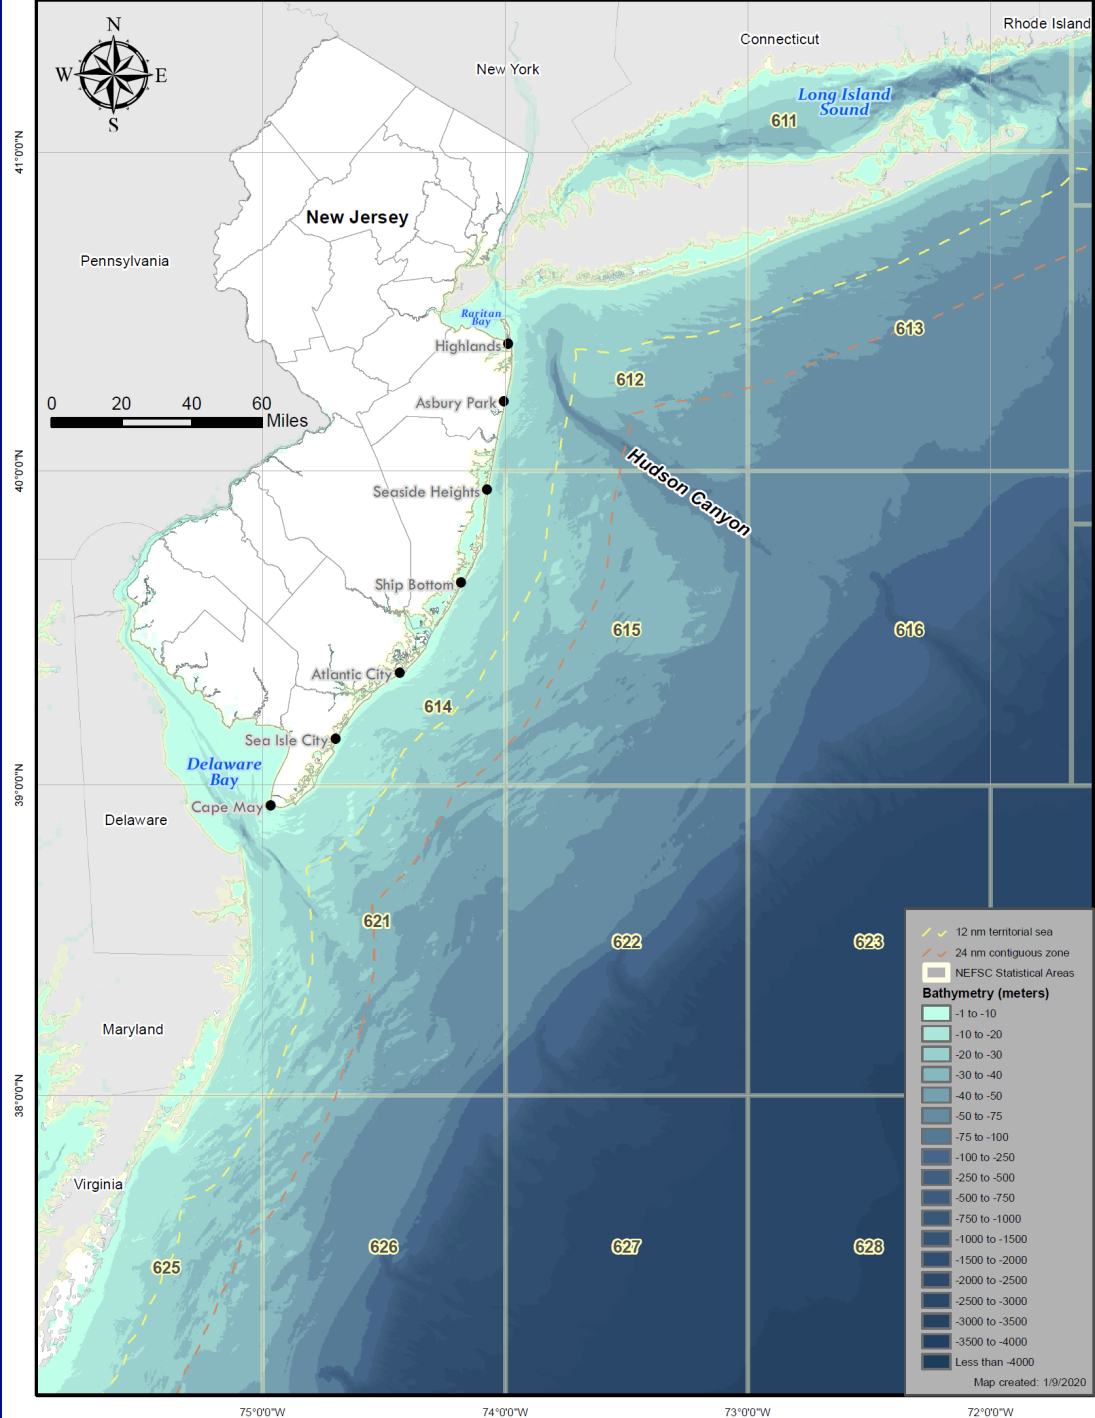 N
W E
S
Rhode Island
Connecticut
New York
Long Island
Sound
611
41°0'0"N
New Jersey
Pennsylvania
Raritan
Bay
613
Highlands
612
0 20 40 60
Miles
Asbury Park
Hudson Canyon
40°0'0"N
Seaside Heights
Ship Bottom
615
616
Atlantic City
614
Sea Isle City
Delaware
Bay
39°0'0"N
Cape May
Delaware
621
622
623
12 nm territorial sea
24 nm contiguous zone
NEFSC Statistical Areas
Bathymetry (meters)
-1 to -10
-10 to -20
-20 to -30
-30 to -40
-40 to -50
-50 to -75
-75 to -100
-100 to -250
-250 to -500
-500 to -750
-750 to -1000
-1000 to -1500
-1500 to -2000
-2000 to -2500
-2500 to -3000
-3000 to -3500
-3500 to -4000
Less than -4000
Map created: 1/9/2020
Maryland
38°0'0"N
Virginia
625
626
627
628
75°0'0"W
74°0'0"W
73°0'0"W
72°0'0"W